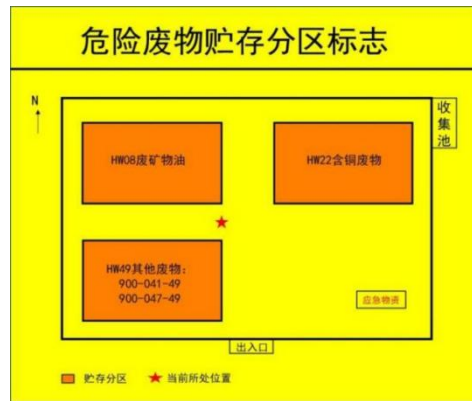 危险废物贮存分区标志
N
收集池
HW08废矿物油
HW22含铜废物
HW49其他废物：
900-041-49
900-047-49
应急物资
出入口
贮存分区
当前所处位置